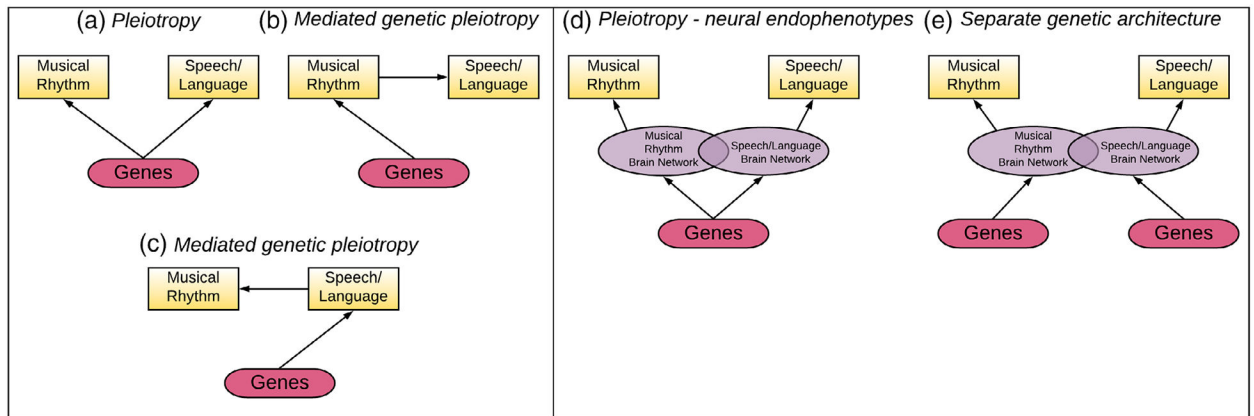 (a) Pleiotropy
Musical
Rhythm
Speech/
Language
Genes
(b) Mediated genetic pleiotropy
Musical
Rhythm
Speech/
Language
Genes
(c) Mediated genetic pleiotropy
Musical
Rhythm
Speech/
Language
Genes
(d) Pleiotropy - neural endophenotypes
Musical
Rhythm
Speech/
Language
Musical
Rhythm
Brain Network
Speech/Language
Brain Network
Genes
(e) Separate genetic architecture
Musical
Rhythm
Speech/
Language
Musical
Rhythm
Brain Network
Speech/Language
Brain Network
Genes
Genes